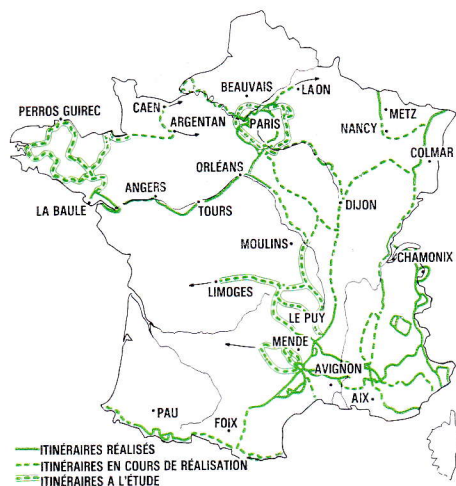 BEAUVAIS
LAON
CAEN
PERROS GUIREC
ARGENTAN
PARIS
METZ
NANCY
COLMAR
ORLÉANS
ANGERS
LA BAULE
TOURS
DIJON
MOULINS
CHAMONIX
LIMOGES
LE PUY
MENDE
AVIGNON
AIX
PAU
FOIX
ITINÉRAIRES RÉALISÉS
ITINÉRAIRES EN COURS DE RÉALISATION
ITINÉRAIRES A L'ÉTUDE